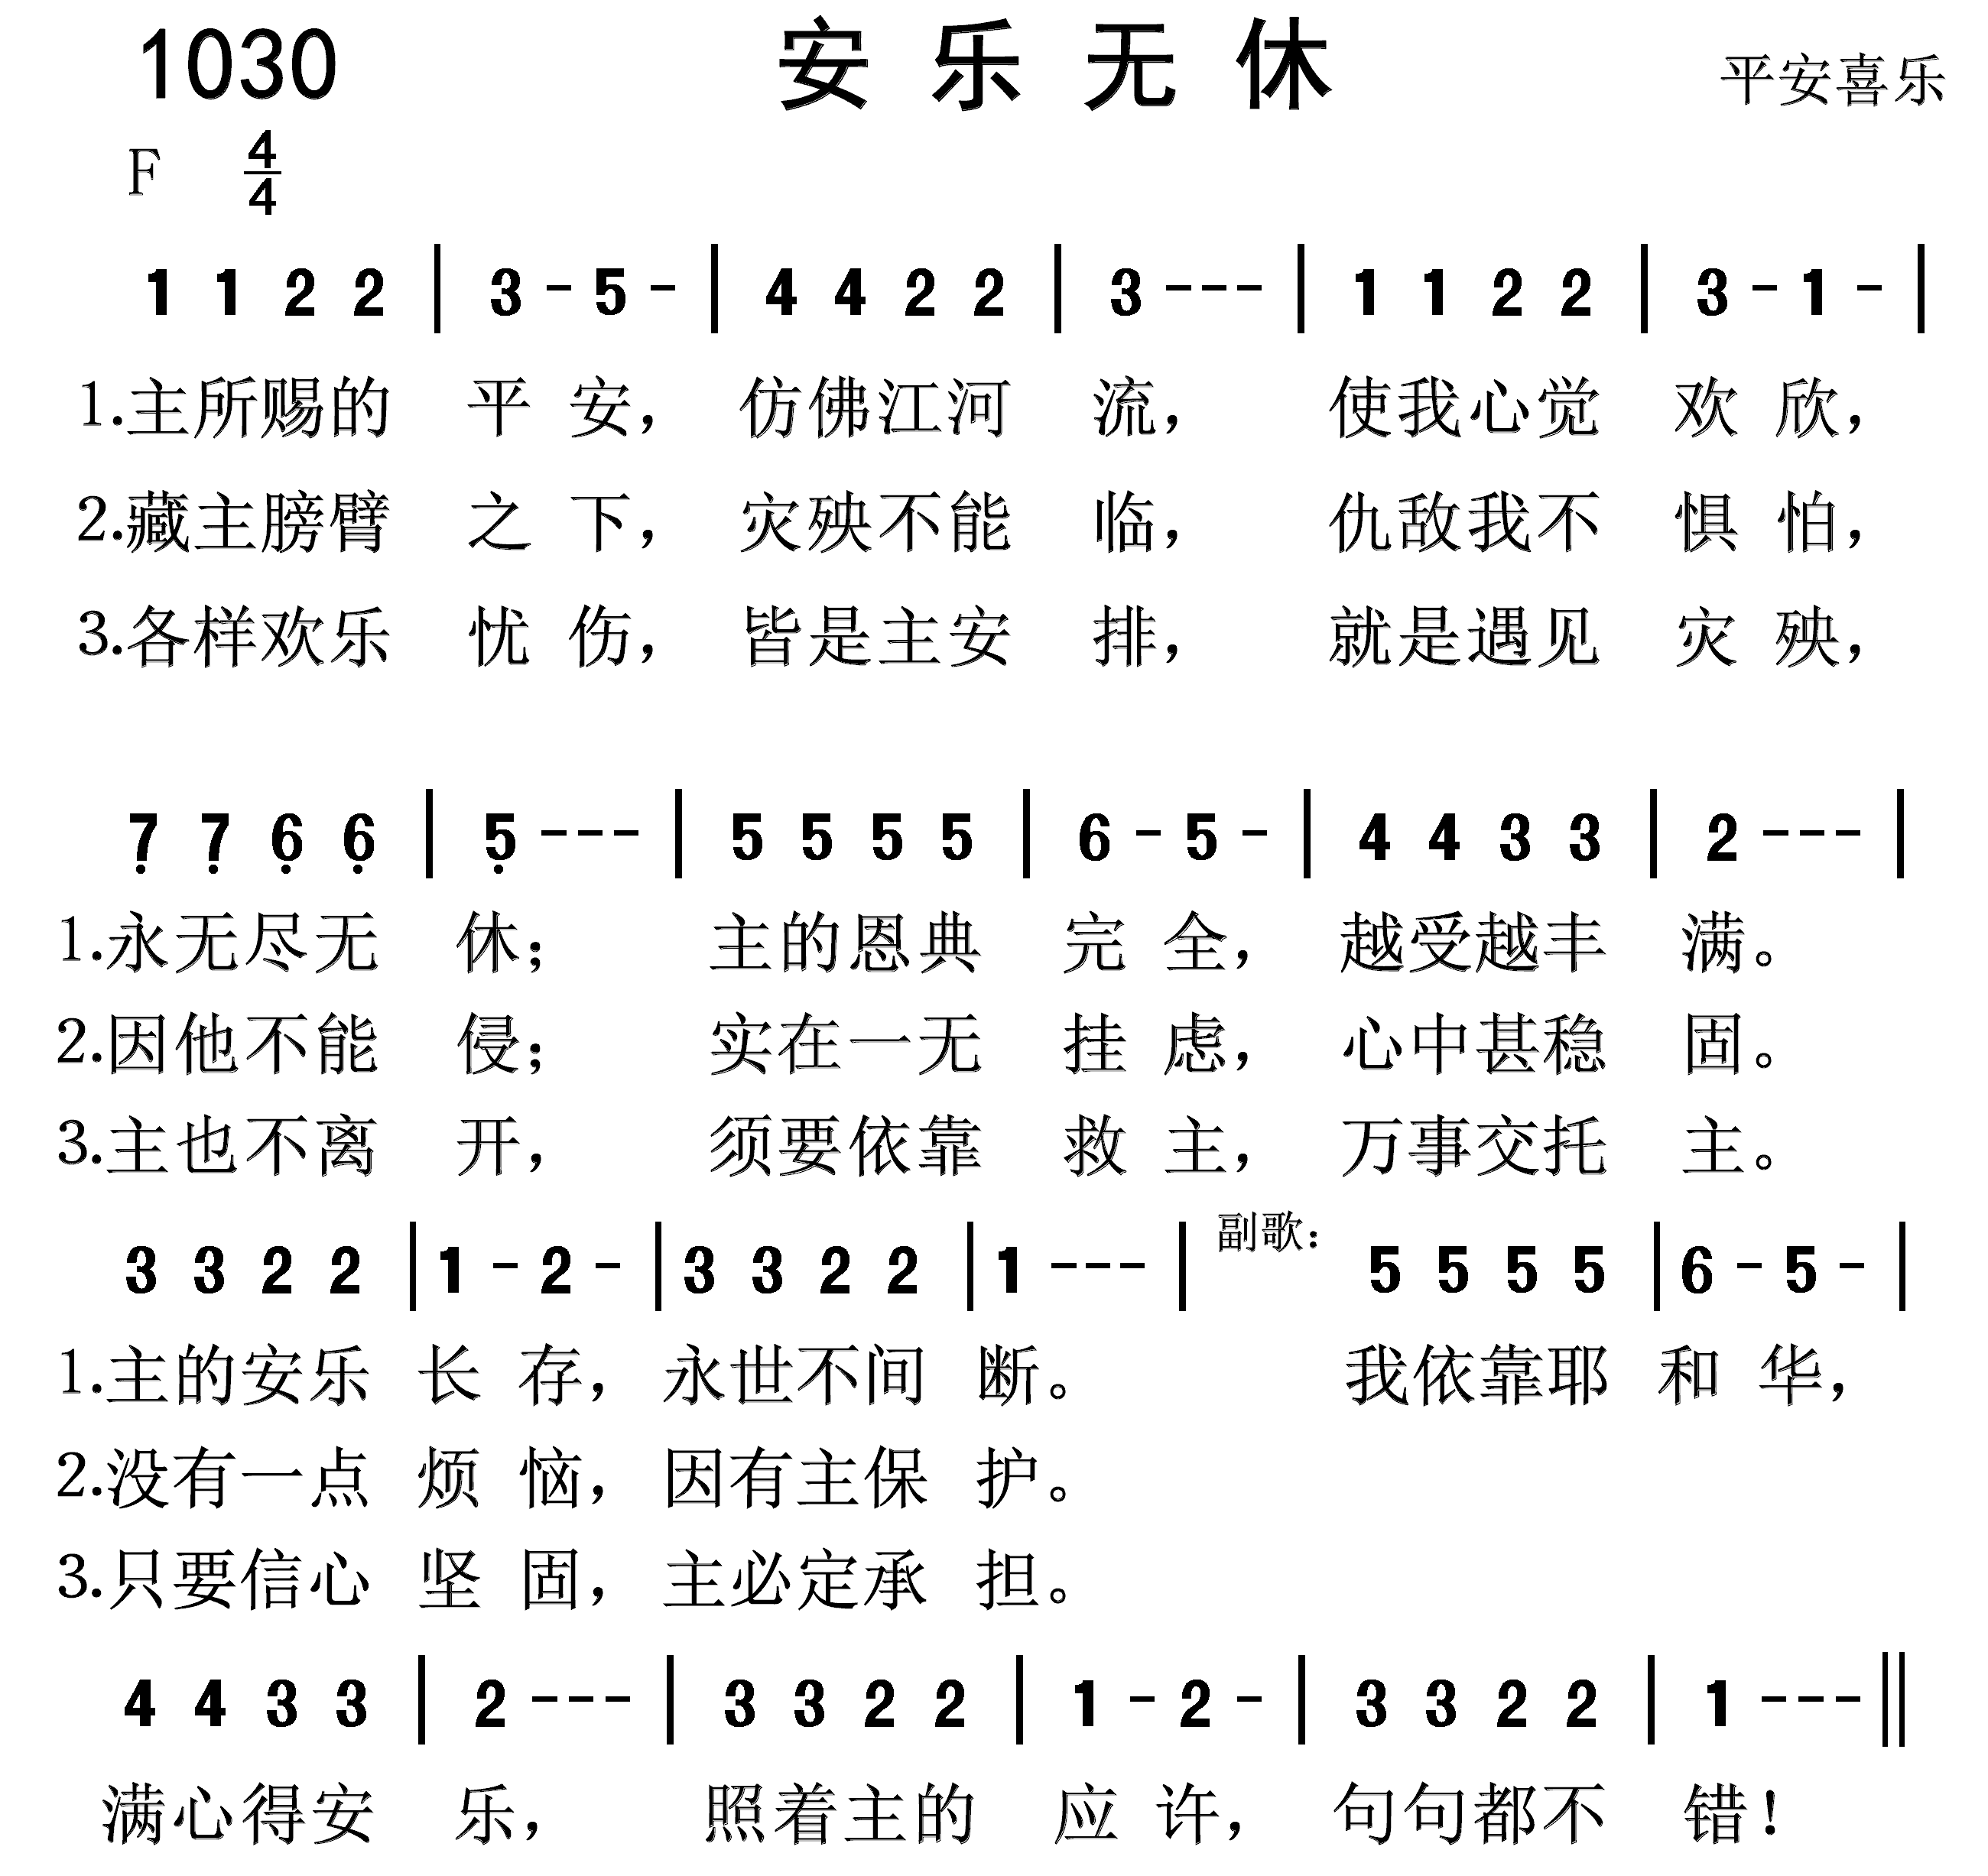 1030 安乐无休 平安喜乐
F 4/4
1 1 2 2 | 3 - 5 - | 4 4 2 2 | 3 - - - | 1 1 2 2 | 3 - 1 - |
1.主所赐的 平 安， 仿佛江河 流， 使我心觉 欢 欣，
2.藏主膀臂 之 下， 灾殃不能 临， 仇敌我不 惧 怕，
3.各样欢乐 忧 伤， 皆是主安 排， 就是遇见 灾 殃，
7̣ 7̣ 6̣ 6̣ | 5̣ - - - | 5 5 5 5 | 6 - 5 - | 4 4 3 3 | 2 - - - |
1.永无尽无 休； 主的恩典 完 全， 越受越丰 满。
2.因他不能 侵； 实在一无 挂 虑， 心中甚稳 固。
3.主也不离 开， 须要依靠 救 主， 万事交托 主。
3 3 2 2 | 1 - 2 - | 3 3 2 2 | 1 - - - | 副歌： 5 5 5 5 | 6 - 5 - |
1.主的安乐 长 存， 永世不间 断。 我依靠耶 和 华，
2.没有一点 烦 恼， 因有主保 护。
3.只要信心 坚 固， 主必定承 担。
4 4 3 3 | 2 - - - | 3 3 2 2 | 1 - 2 - | 3 3 2 2 | 1 - - - ||
满心得安 乐， 照着主的 应 许， 句句都不 错！